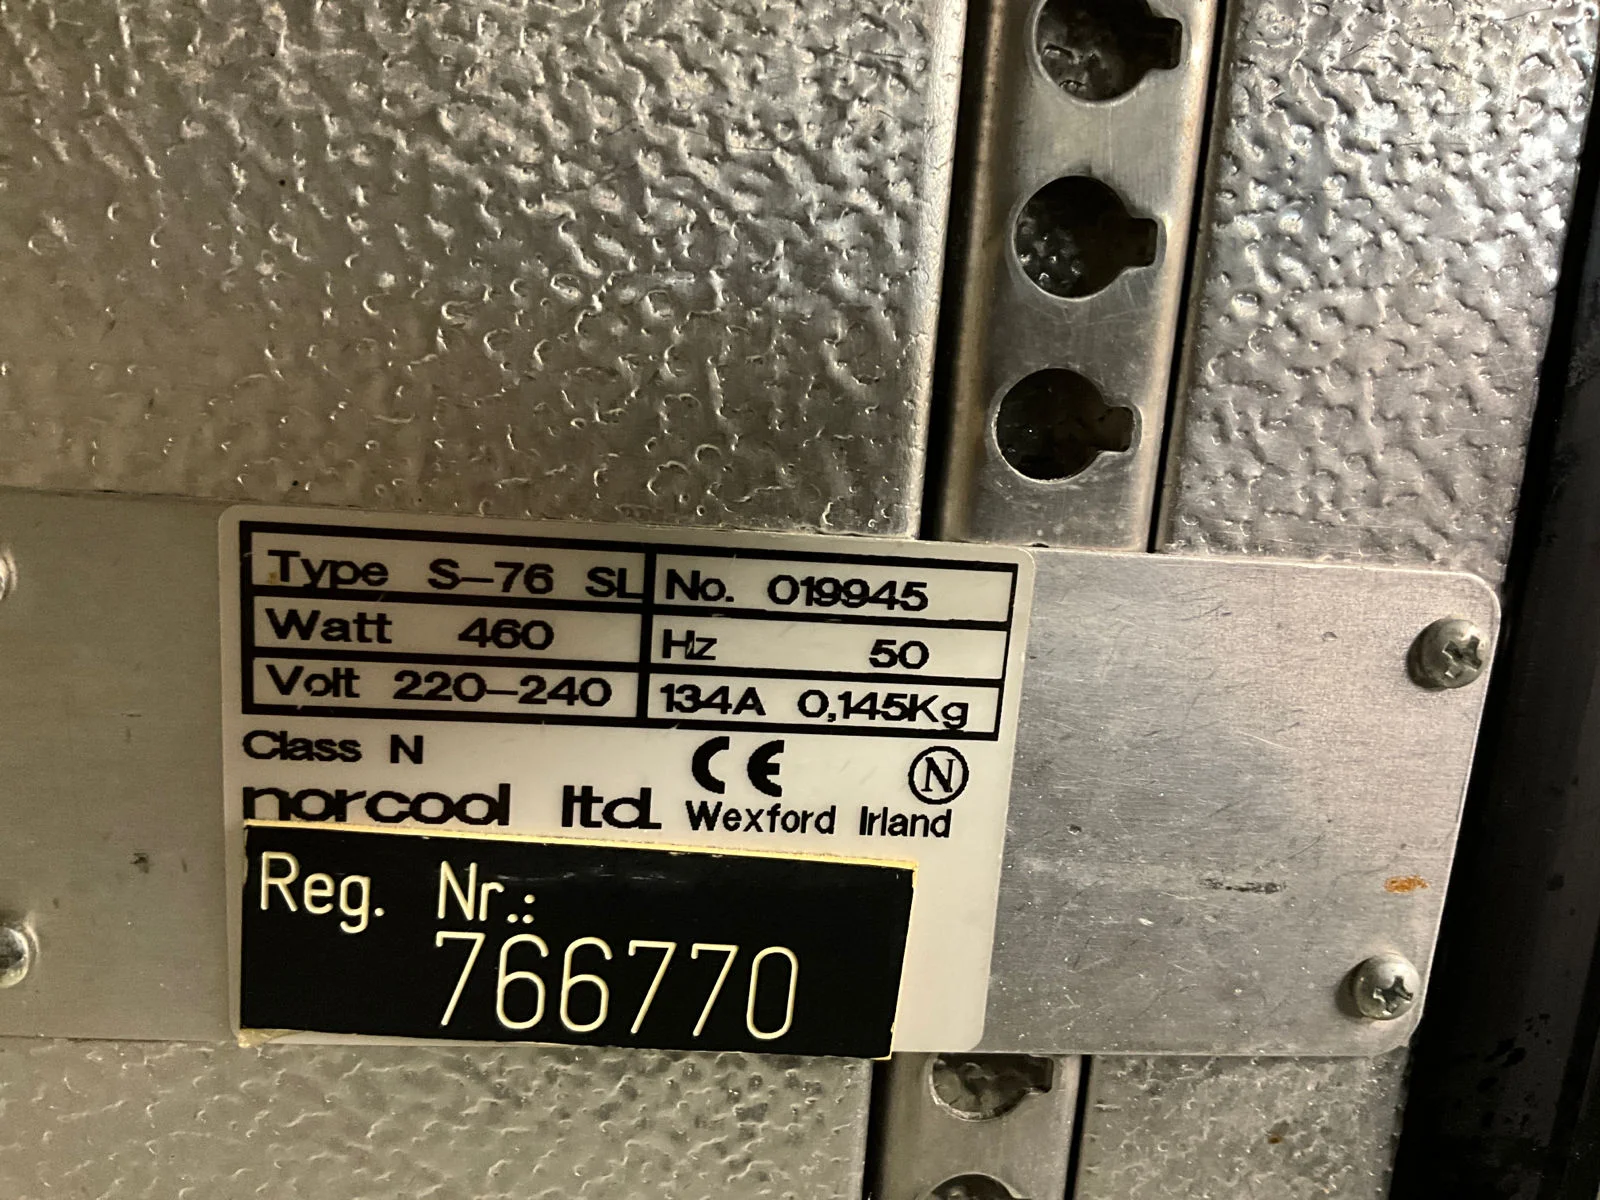 Type S-76 SL No. 019945
Watt 460 Hz 50
Volt 220-240 134A 0,145Kg
Class N CE N
norcool ltd. Wexford Irland
Reg. Nr.:
766770